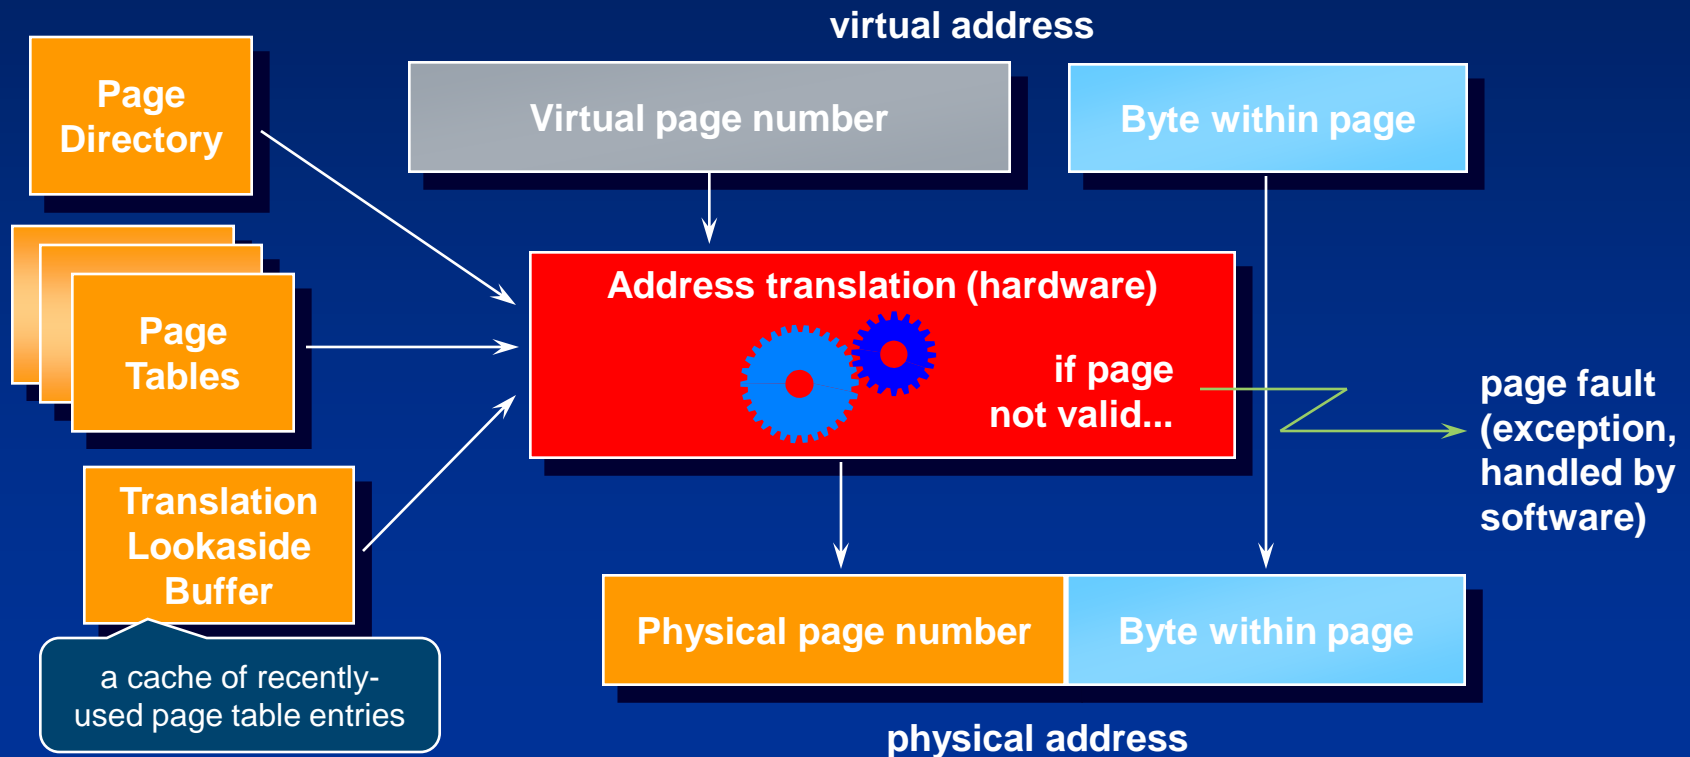 virtual address
Page
Directory
Virtual page number
Byte within page
Page
Tables
Address translation (hardware)
if page
not valid...
page fault
(exception,
handled by
software)
Translation
Lookaside
Buffer
a cache of recently-
used page table entries
Physical page number
Byte within page
physical address